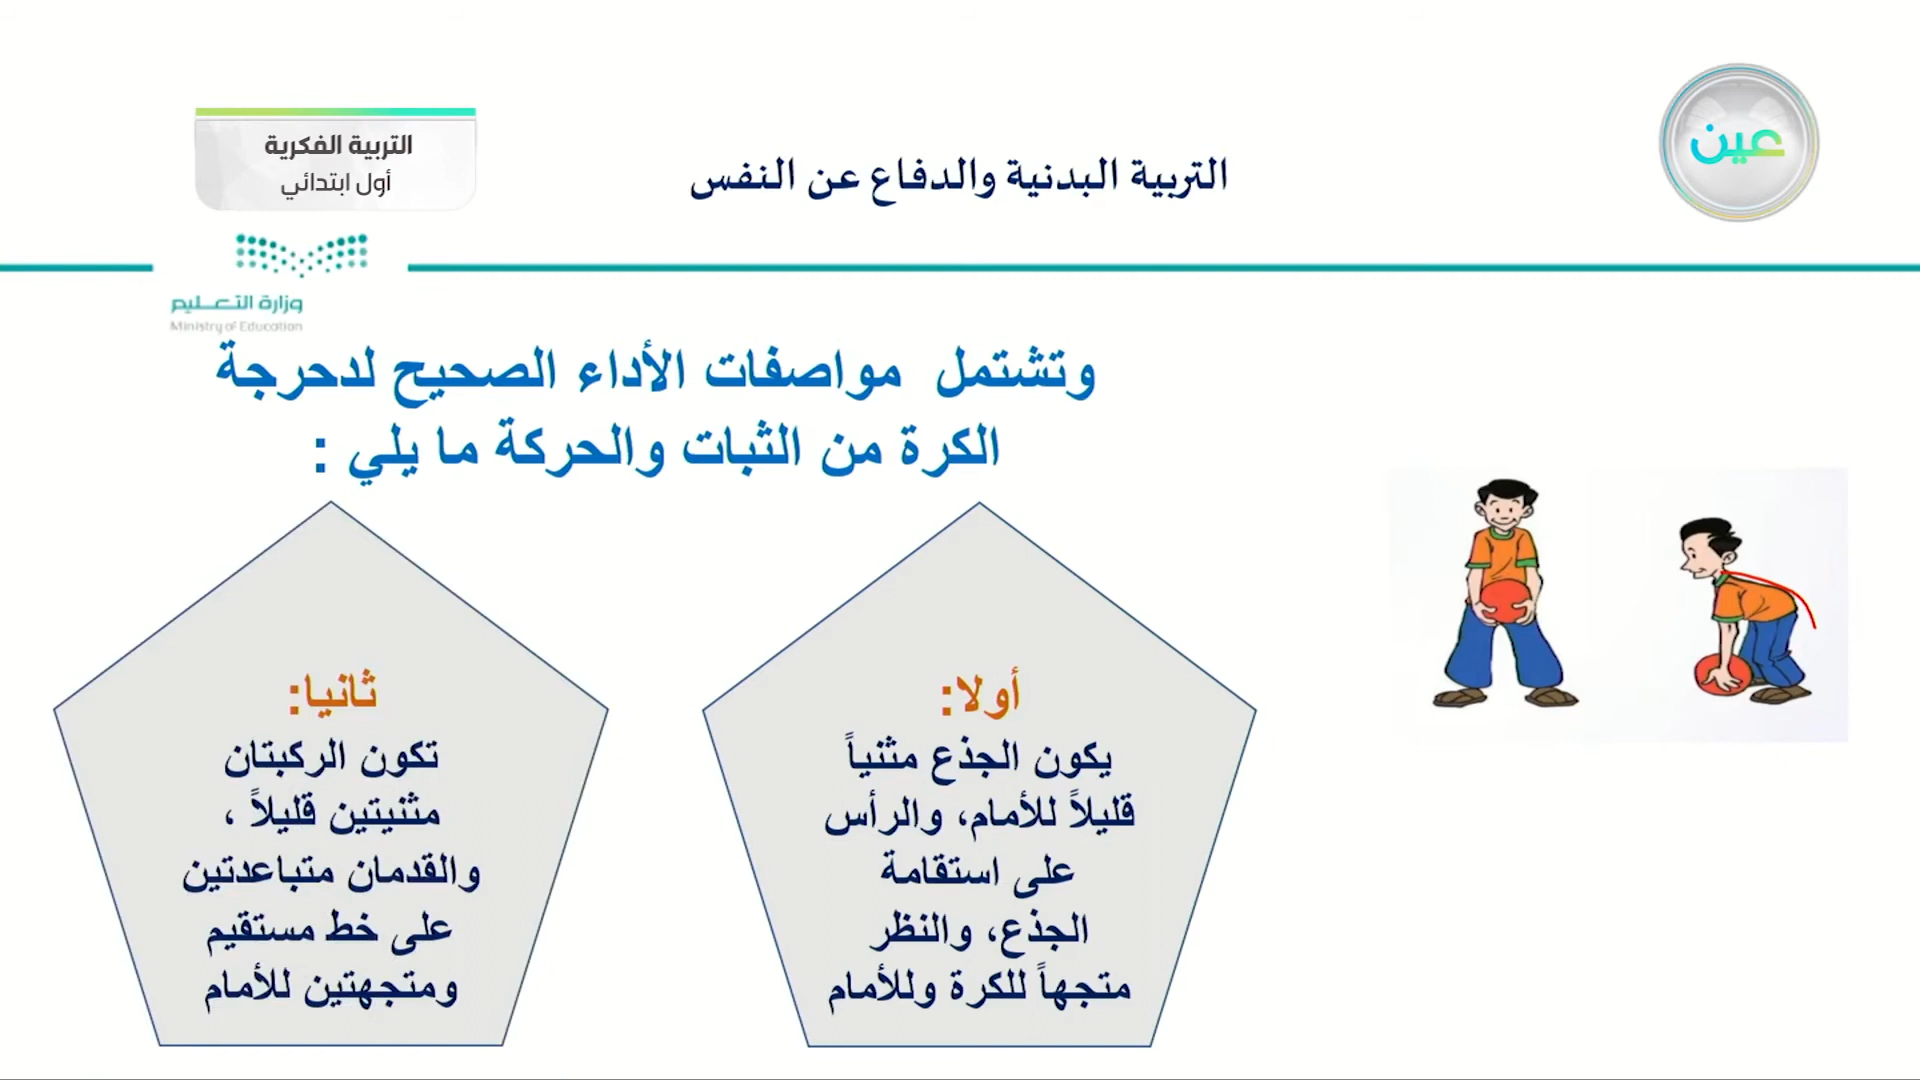 عين
التربية البدنية والدفاع عن النفس
التربية الفكرية
أول ابتدائي
وزارة التعـــليم
Ministry of Education
وتشتمل مواصفات الأداء الصحيح لدحرجة
الكرة من الثبات والحركة ما يلي :
أولا:
يكون الجذع مثنياً
قليلاً للأمام، والرأس
على استقامة
الجذع، والنظر
متجهاً للكرة وللأمام
ثانيا:
تكون الركبتان
مثنيتين قليلاً ،
والقدمان متباعدتين
على خط مستقيم
ومتجهتين للأمام